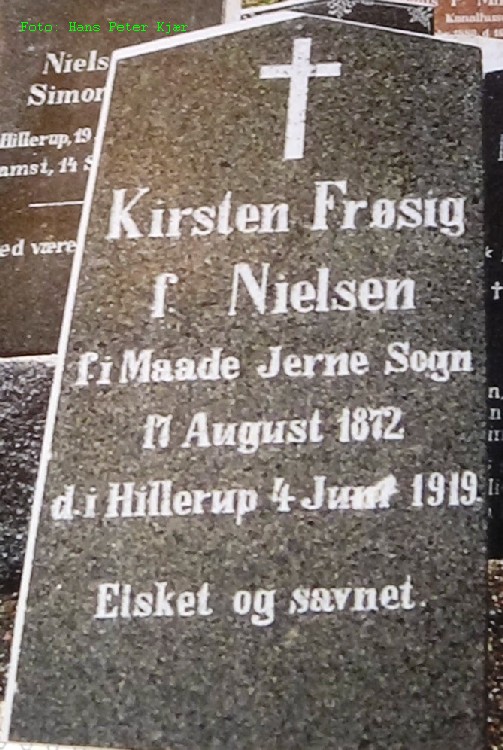 Foto: Hans Peter Kjær
Niels
Simon
Hillerup, 19
amst, 14 S
ed være
Kirsten Frøsig
f. Nielsen
f. i Maade Jerne Sogn
17 August 1872
d. i Hillerup 4 Juni 1919.
Elsket og savnet.